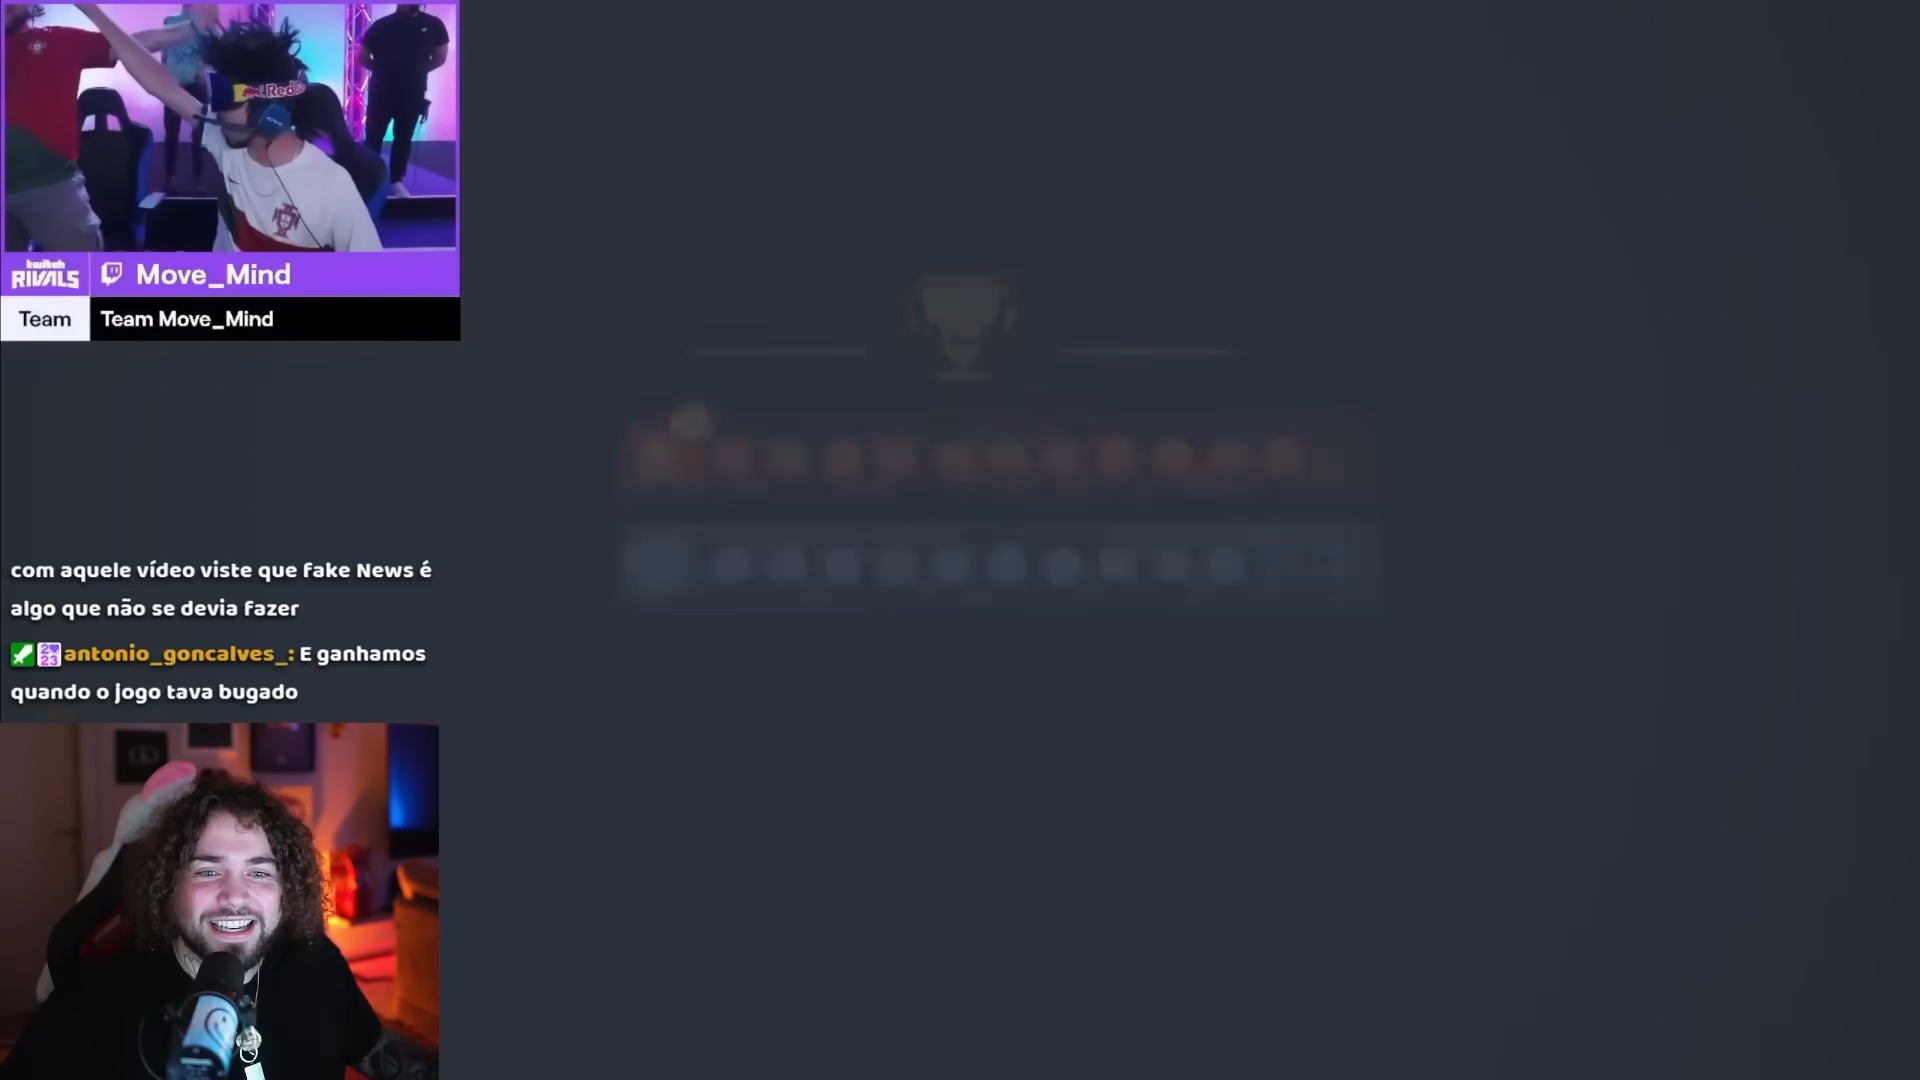 Red
twitch
RIVALS
Move_Mind
Team
Team Move_Mind
com aquele vídeo viste que fake News é
algo que não se devia fazer
antonio_goncalves_: E ganhamos
quando o jogo tava bugado